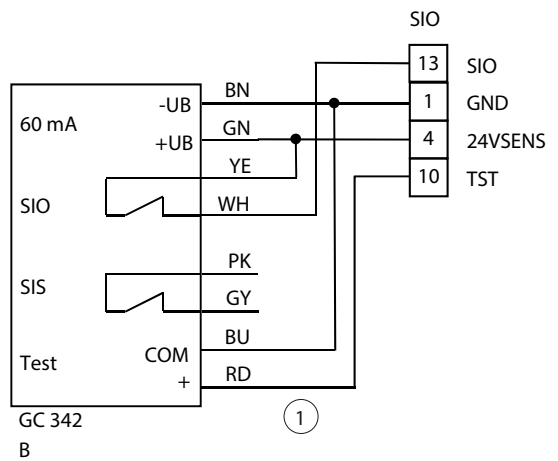 SIO
13 SIO
-UB BN 1 GND
60 mA
+UB GN 4 24VSENS
YE 10 TST
SIO WH
PK
SIS GY
BU
Test COM
+ RD
1
GC 342
B